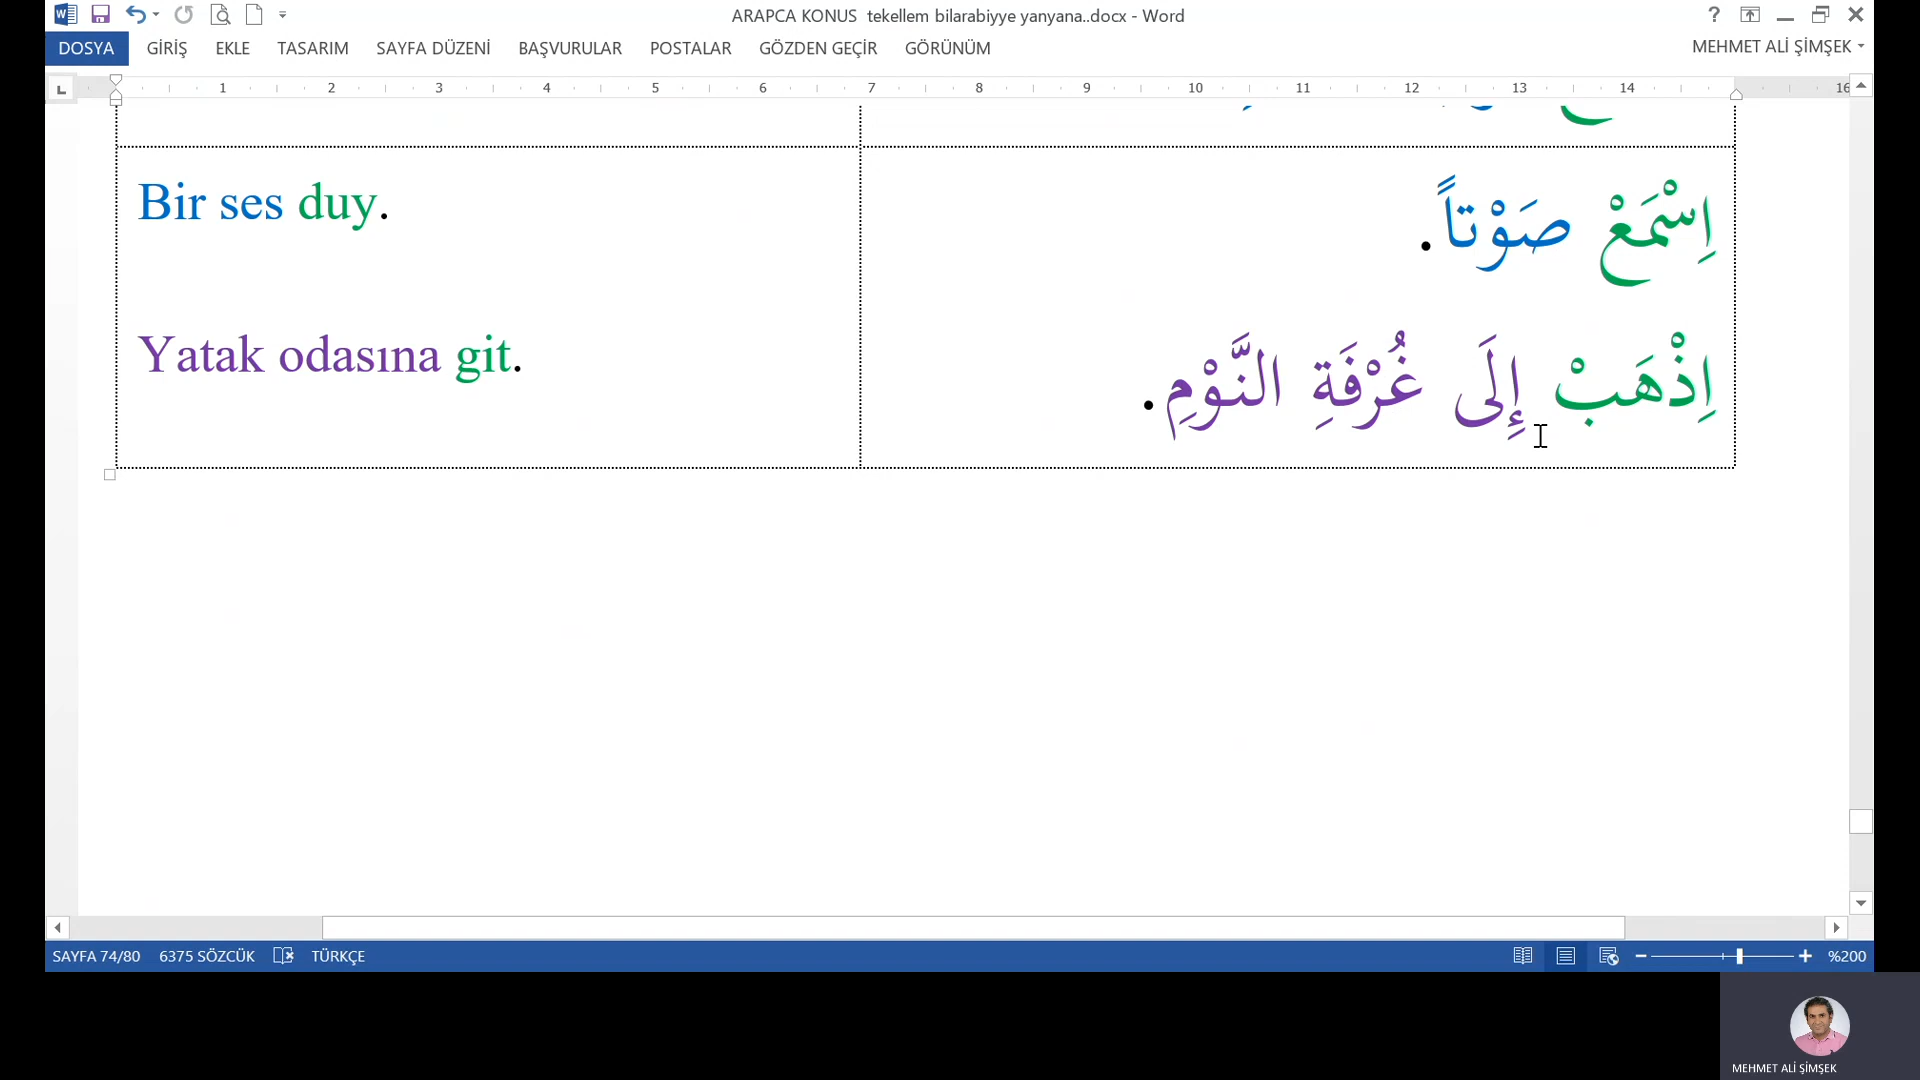 ARAPCA KONUS  tekellem bilarabiyye yanyana..docx - Word
DOSYA GİRİŞ EKLE TASARIM SAYFA DÜZENİ BAŞVURULAR POSTALAR GÖZDEN GEÇİR GÖRÜNÜM MEHMET ALİ ŞİMŞEK
1 2 3 4 5 6 7 8 9 10 11 12 13 14 16
Bir ses duy.
اِسْمَعْ صَوْتاً.
Yatak odasına git.
اِذْهَبْ إِلَى غُرْفَةِ النَّوْمِ.
SAYFA 74/80 6375 SÖZCÜK TÜRKÇE %200
MEHMET ALİ ŞİMŞEK